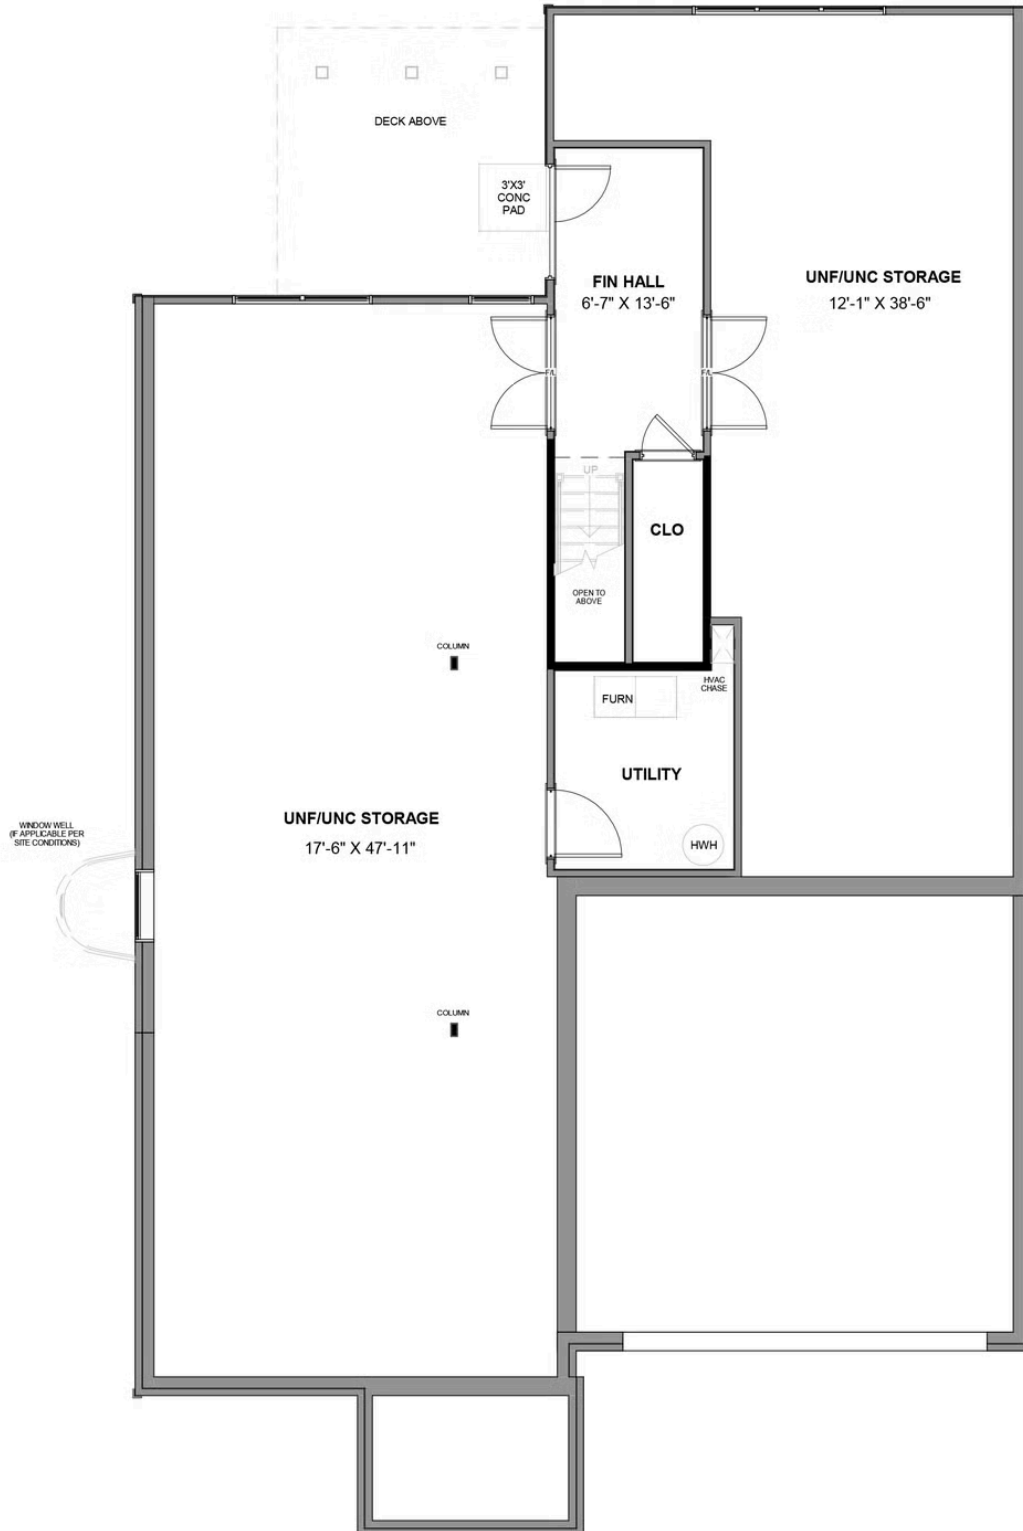 DECK ABOVE
3'X3'
CONC
PAD
FIN HALL
6'-7" X 13'-6"
UNF/UNC STORAGE
12'-1" X 38'-6"
F/L
F/L
UP
CLO
OPEN TO
ABOVE
COLUMN
HVAC
CHASE
FURN
UTILITY
UNF/UNC STORAGE
17'-6" X 47'-11"
WINDOW WELL
(IF APPLICABLE PER
SITE CONDITIONS)
HWH
COLUMN